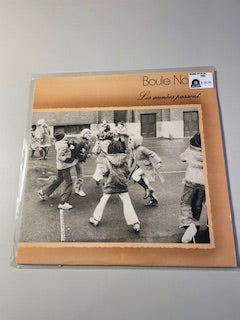 Boule No
Les années passent